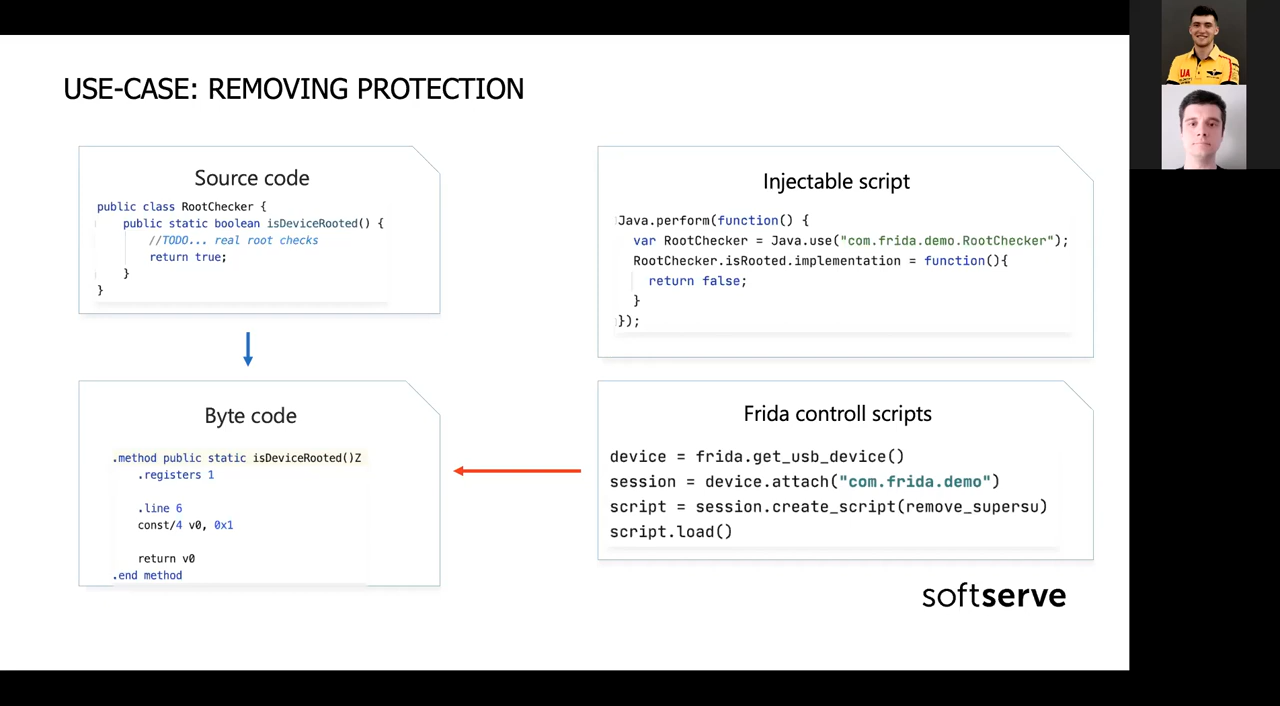 USE-CASE: REMOVING PROTECTION
Source code
public class RootChecker {
public static boolean isDeviceRooted() {
//TODO... real root checks
return true;
}
}
Byte code
.method public static isDeviceRooted()Z
.registers 1
.line 6
const/4 v0, 0x1
return v0
.end method
Injectable script
Java.perform(function() {
var RootChecker = Java.use("com.frida.demo.RootChecker");
RootChecker.isRooted.implementation = function(){
return false;
}
});
Frida controll scripts
device = frida.get_usb_device()
session = device.attach("com.frida.demo")
script = session.create_script(remove_supersu)
script.load()
softserve
UA